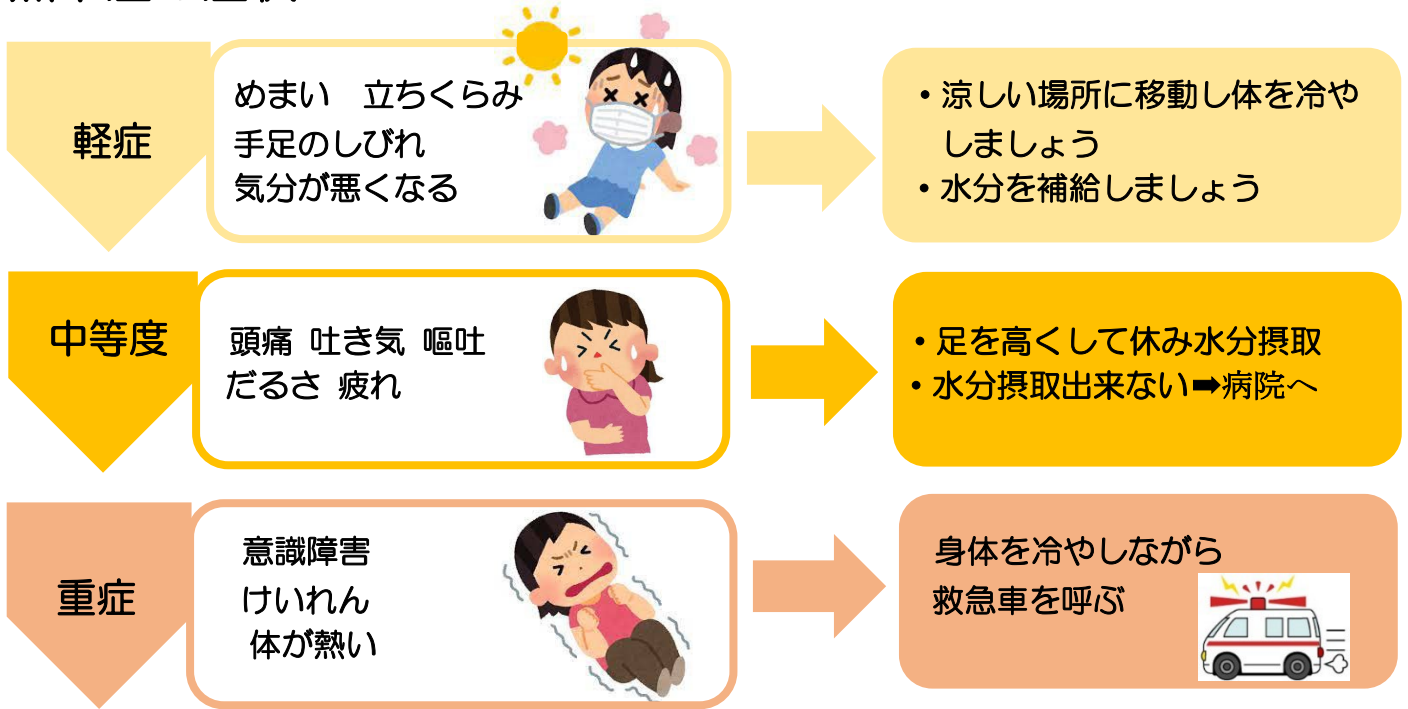 軽症
めまい　立ちくらみ
手足のしびれ
気分が悪くなる
・涼しい場所に移動し体を冷や
しましょう
・水分を補給しましょう
中等度
頭痛 吐き気 嘔吐
だるさ 疲れ
・足を高くして休み水分摂取
・水分摂取出来ない➡病院へ
重症
意識障害
けいれん
体が熱い
身体を冷やしながら
救急車を呼ぶ